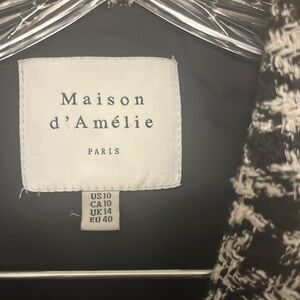 Maison
d'Amélie
PARIS
US 10
CA 10
UK 14
EU 40